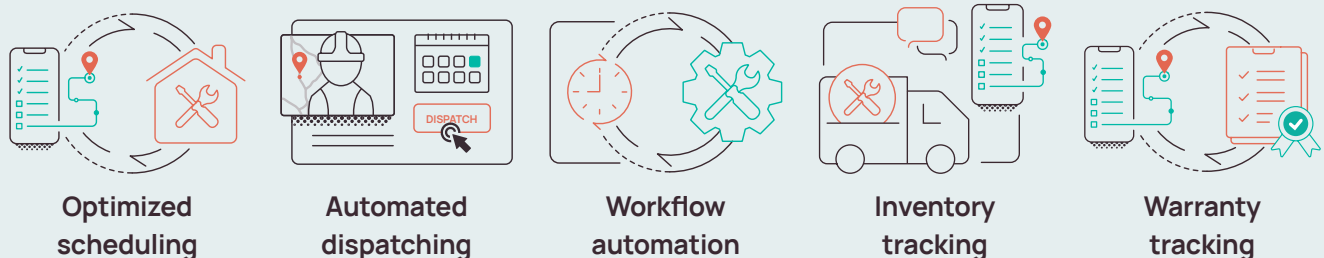 DISPATCH
Optimized
scheduling
Automated
dispatching
Workflow
automation
Inventory
tracking
Warranty
tracking